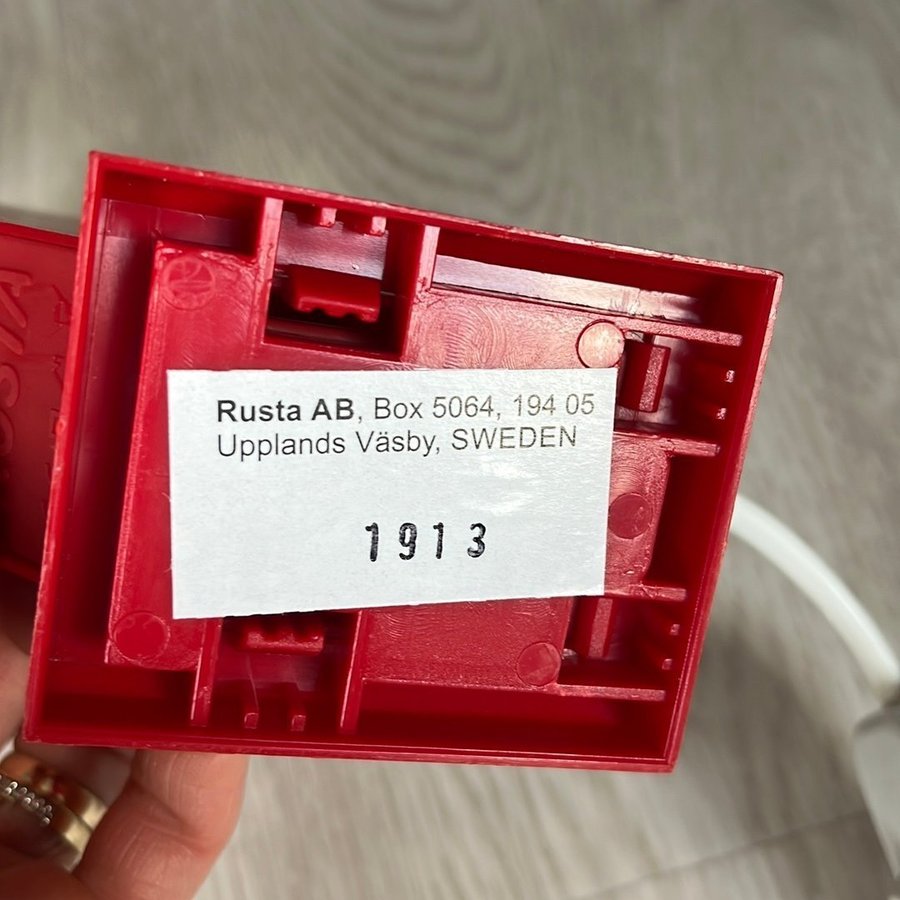 Rusta AB, Box 5064, 194 05
Upplands Väsby, SWEDEN
1913